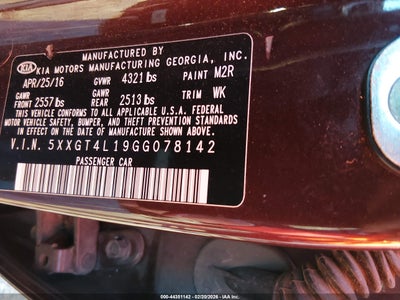 MANUFACTURED BY
KIA KIA MOTORS MANUFACTURING GEORGIA, INC.
APR/25/16 GVWR 4321 lbs PAINT M2R
GAWR FRONT 2557 lbs GAWR REAR 2513 lbs TRIM WK
THIS VEHICLE CONFORMS TO ALL APPLICABLE U.S.A. FEDERAL
MOTOR VEHICLE SAFETY, BUMPER, AND THEFT PREVENTION STANDARDS
IN EFFECT ON THE DATE OF MANUFACTURE SHOWN ABOVE.
V.I.N. 5XXGT4L19GG078142
PASSENGER CAR
000-44351142 - 02/20/2026 - IAA Inc.